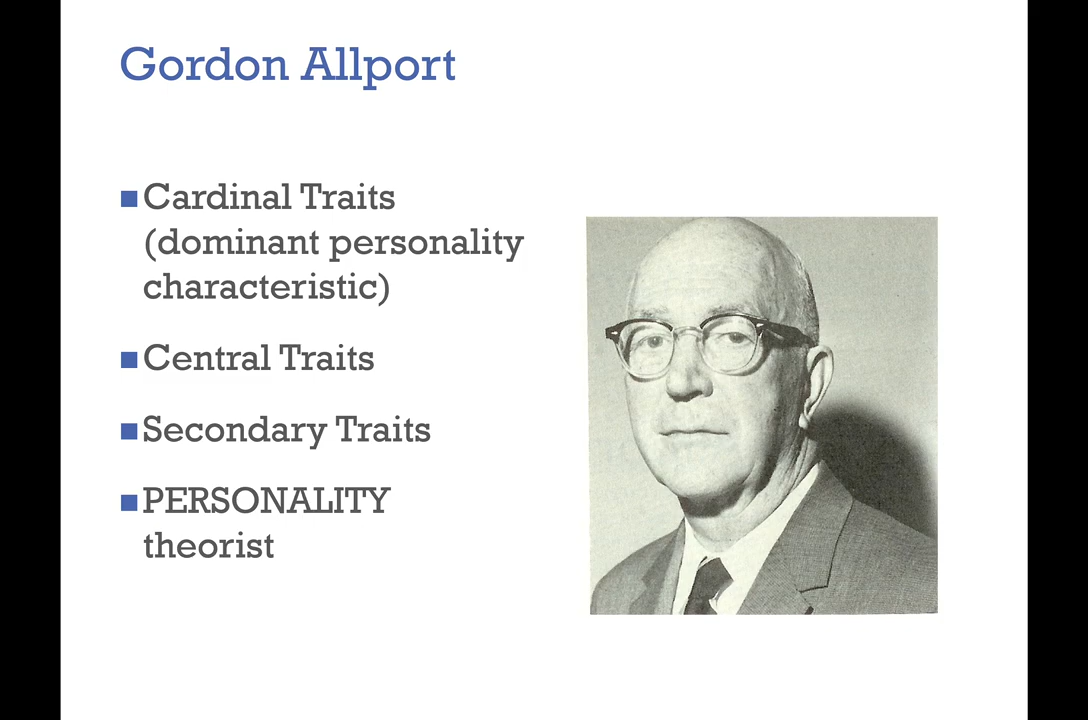 Gordon Allport
Cardinal Traits
(dominant personality
characteristic)
Central Traits
Secondary Traits
PERSONALITY
theorist